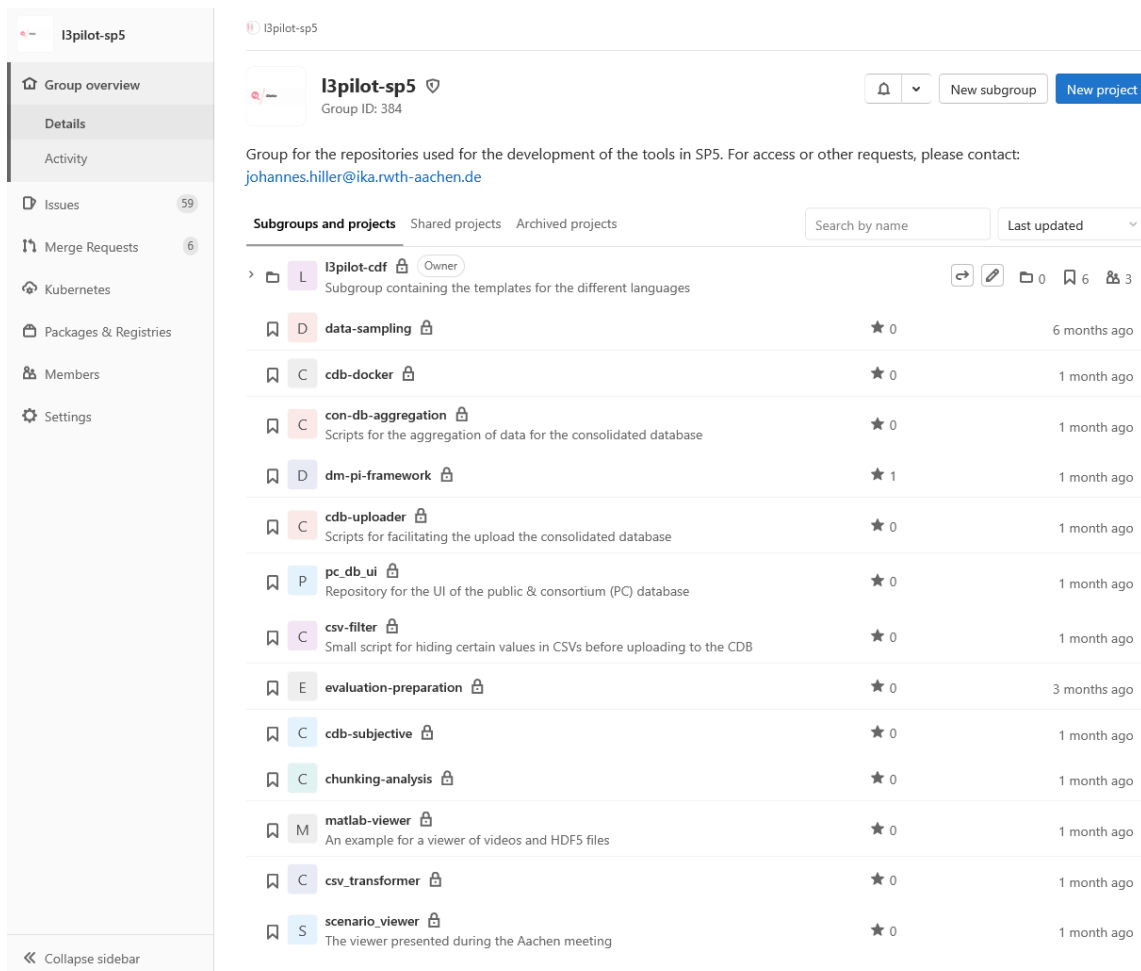 l3pilot-sp5
Group overview
Details
Activity
Issues 59
Merge Requests 6
Kubernetes
Packages & Registries
Members
Settings
Collapse sidebar
l3pilot-sp5
l3pilot-sp5
Group ID: 384
New subgroup
New project
Group for the repositories used for the development of the tools in SP5. For access or other requests, please contact:
johannes.hiller@ika.rwth-aachen.de
Subgroups and projects Shared projects Archived projects Search by name Last updated
L l3pilot-cdf Owner 0 6 3
Subgroup containing the templates for the different languages
D data-sampling 0 6 months ago
C cdb-docker 0 1 month ago
C con-db-aggregation 0 1 month ago
Scripts for the aggregation of data for the consolidated database
D dm-pi-framework 1 1 month ago
C cdb-uploader 0 1 month ago
Scripts for facilitating the upload the consolidated database
P pc_db_ui 0 1 month ago
Repository for the UI of the public & consortium (PC) database
C csv-filter 0 1 month ago
Small script for hiding certain values in CSVs before uploading to the CDB
E evaluation-preparation 0 3 months ago
C cdb-subjective 0 1 month ago
C chunking-analysis 0 1 month ago
M matlab-viewer 0 1 month ago
An example for a viewer of videos and HDF5 files
C csv_transformer 0 1 month ago
S scenario_viewer 0 1 month ago
The viewer presented during the Aachen meeting